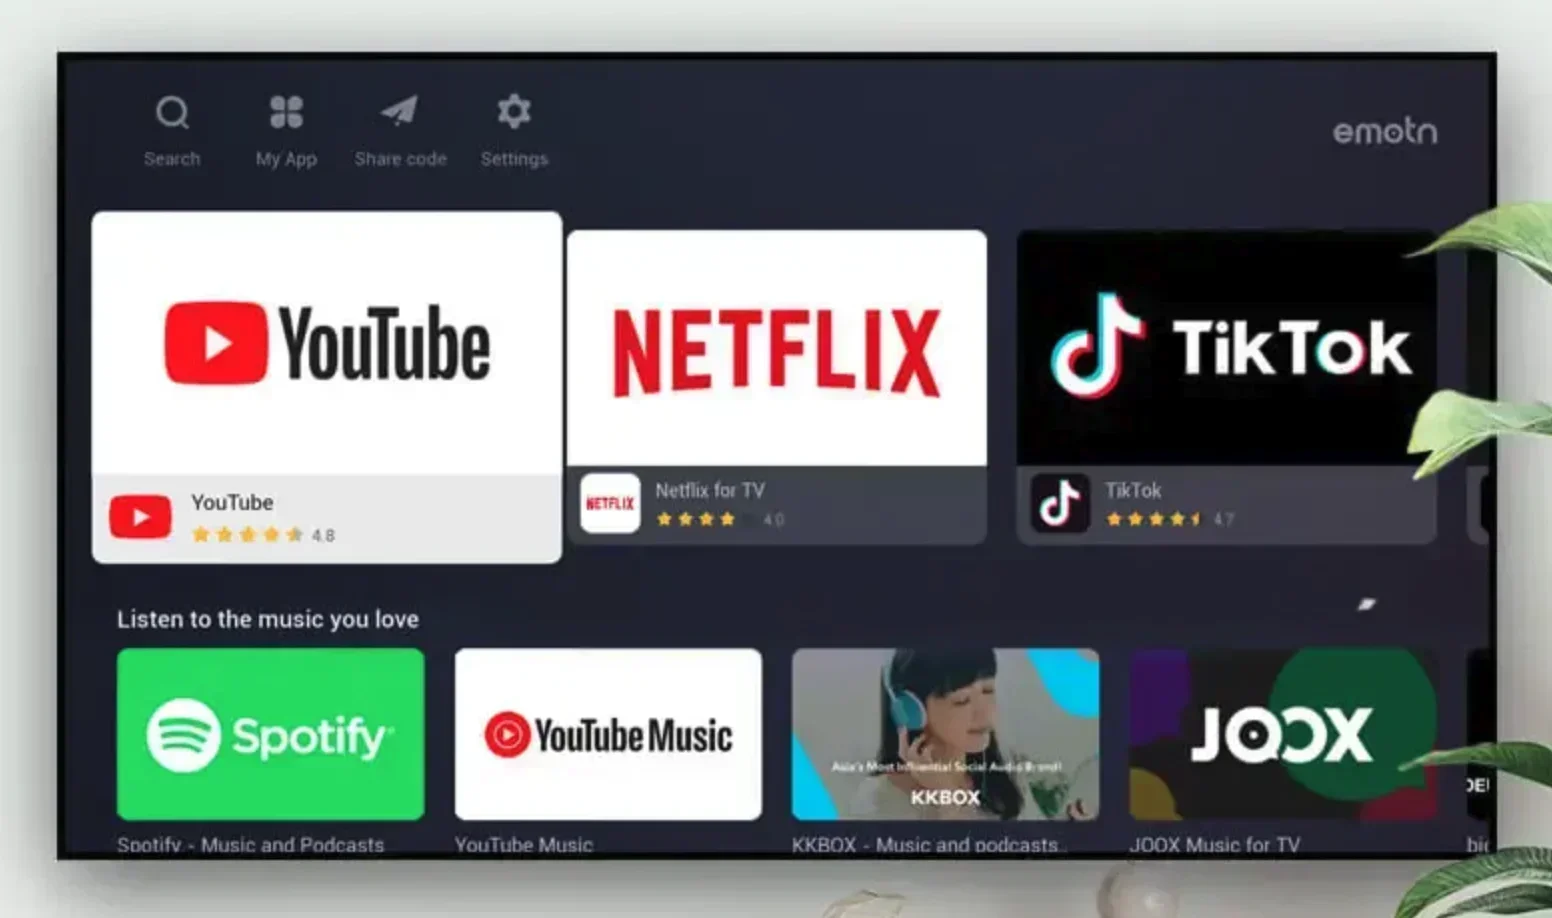 Search
My App
Share code
Settings
emotn
YouTube
NETFLIX
TikTok
YouTube
4.8
NETFLIX
Netflix for TV
4.0
TikTok
4.7
Listen to the music you love
Spotify
YouTube Music
Asia's Most Influential Social Audio Brand!
KKBOX
JOOX
Spotify - Music and Podcasts
YouTube Music
KKBOX - Music and podcasts..
JOOX Music for TV